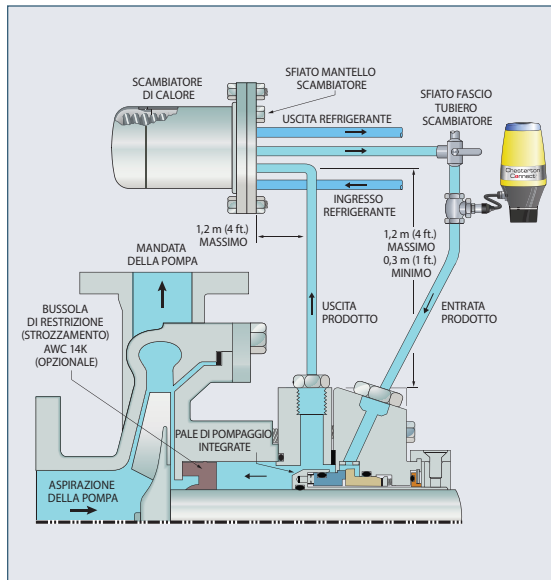 SCAMBIATORE
DI CALORE
SFIATO MANTELLO
SCAMBIATORE
USCITA REFRIGERANTE
SFIATO FASCIO
TUBIERO
SCAMBIATORE
Chesterton
Connect™
INGRESSO
REFRIGERANTE
1,2 m (4 ft.)
MASSIMO
1,2 m (4 ft.)
MASSIMO
0,3 m (1 ft.)
MINIMO
MANDATA
DELLA POMPA
BUSSOLA
DI RESTRIZIONE
(STROZZAMENTO)
AWC 14K
(OPZIONALE)
USCITA
PRODOTTO
ENTRATA
PRODOTTO
PALE DI POMPAGGIO
INTEGRATE
ASPIRAZIONE
DELLA POMPA